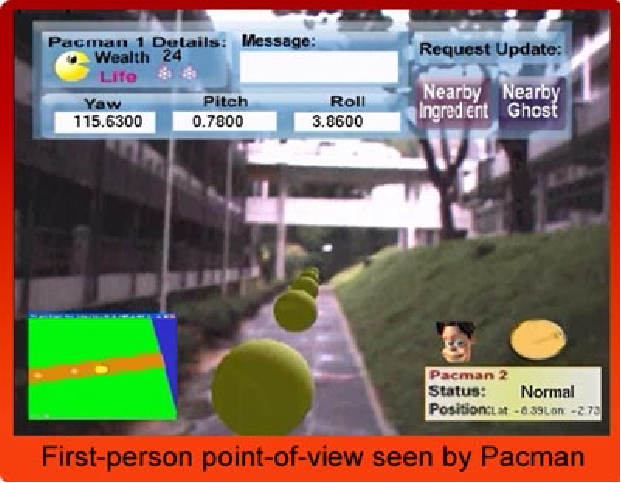 Pacman 1 Details:
Wealth 24
Life
Message:
Request Update:
Nearby
Ingredient
Nearby
Ghost
Yaw Pitch Roll
115.6300 0.7800 3.8600
Pacman 2
Status: Normal
Position: Lat -8.39 Lon: -2.73
First-person point-of-view seen by Pacman